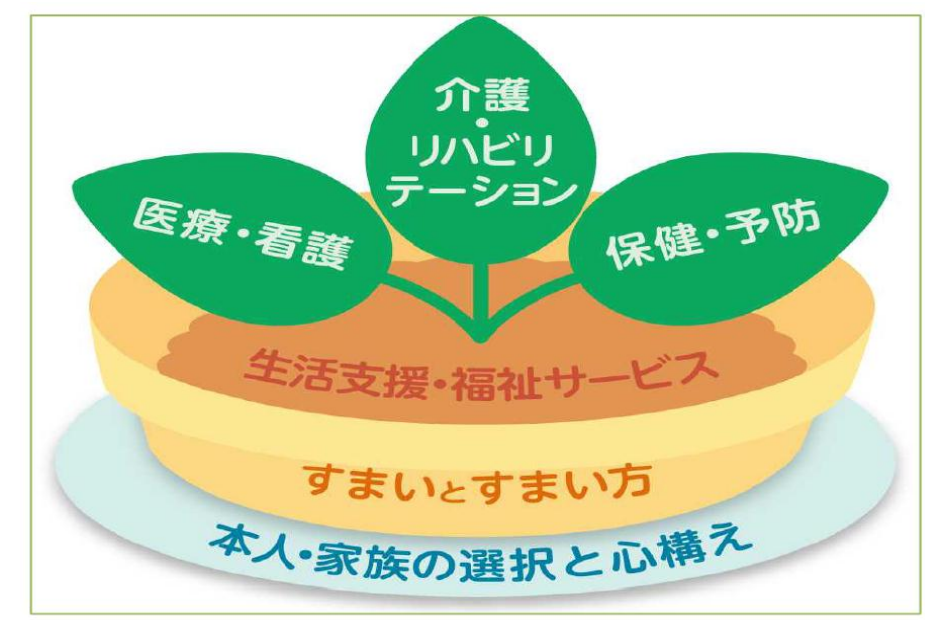 介護
・
リハビリ
テーション
医療・看護
保健・予防
生活支援・福祉サービス
すまいとすまい方
本人・家族の選択と心構え